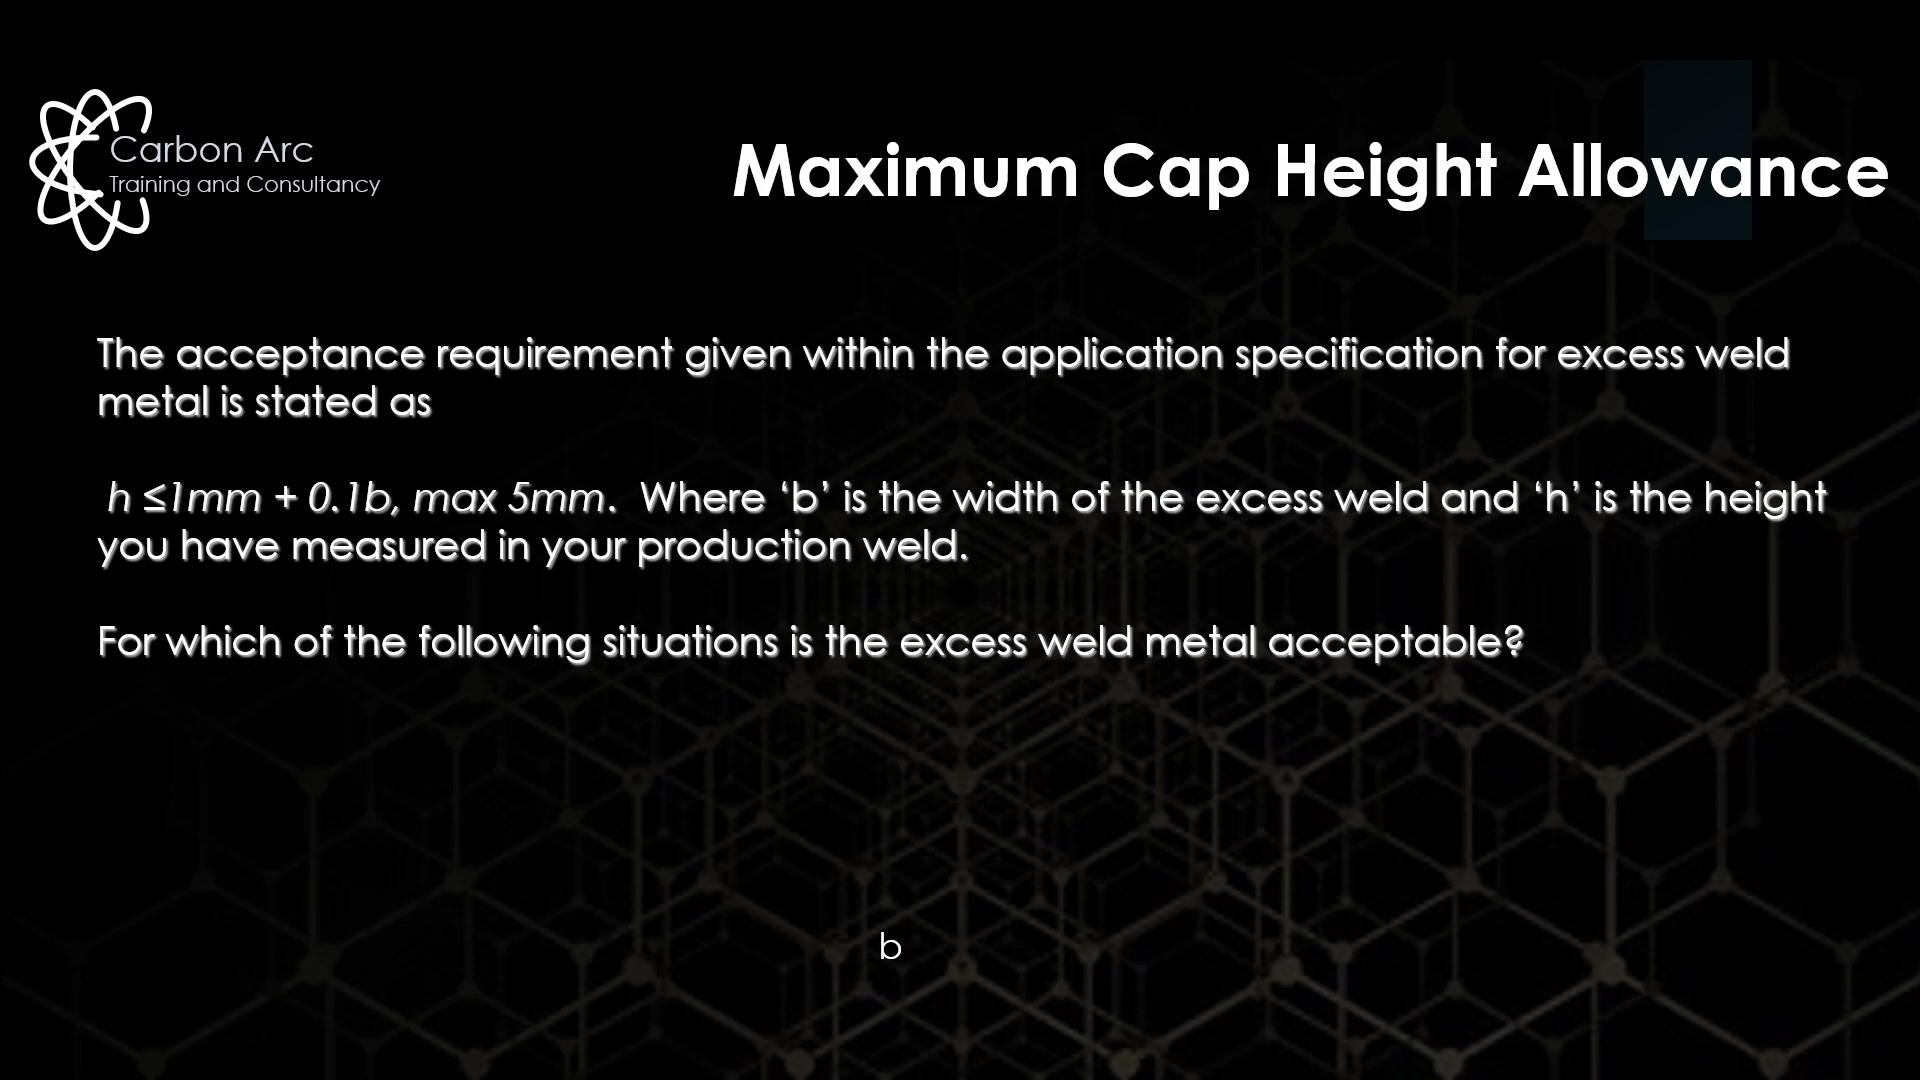 Carbon Arc
Training and Consultancy
Maximum Cap Height Allowance
The acceptance requirement given within the application specification for excess weld
metal is stated as
h ≤1mm + 0.1b, max 5mm.  Where ‘b’ is the width of the excess weld and ‘h’ is the height
you have measured in your production weld.
For which of the following situations is the excess weld metal acceptable?
b